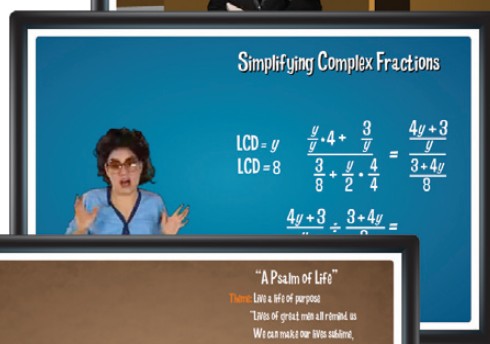 Simplifying Complex Fractions
LCD = y
LCD = 8
y/y · 4 + 3/y
3/8 + y/2 · 4/4
=
4y + 3
y
3 + 4y
8
4y + 3 ÷ 3 + 4y =
"A Psalm of Life"
Theme: Live a life of purpose
"Lives of great men all remind us
We can make our lives sublime,